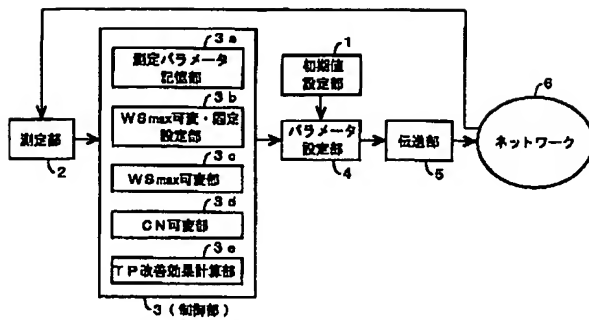 3a
測定パラメータ
記憶部
3b
WSmax可変・固定
設定部
3c
WSmax可変部
3d
CN可変部
3e
TP改善効果計算部
3(制御部)
測定部
2
1
初期値
設定部
パラメータ
設定部
4
伝送部
5
6
ネットワーク